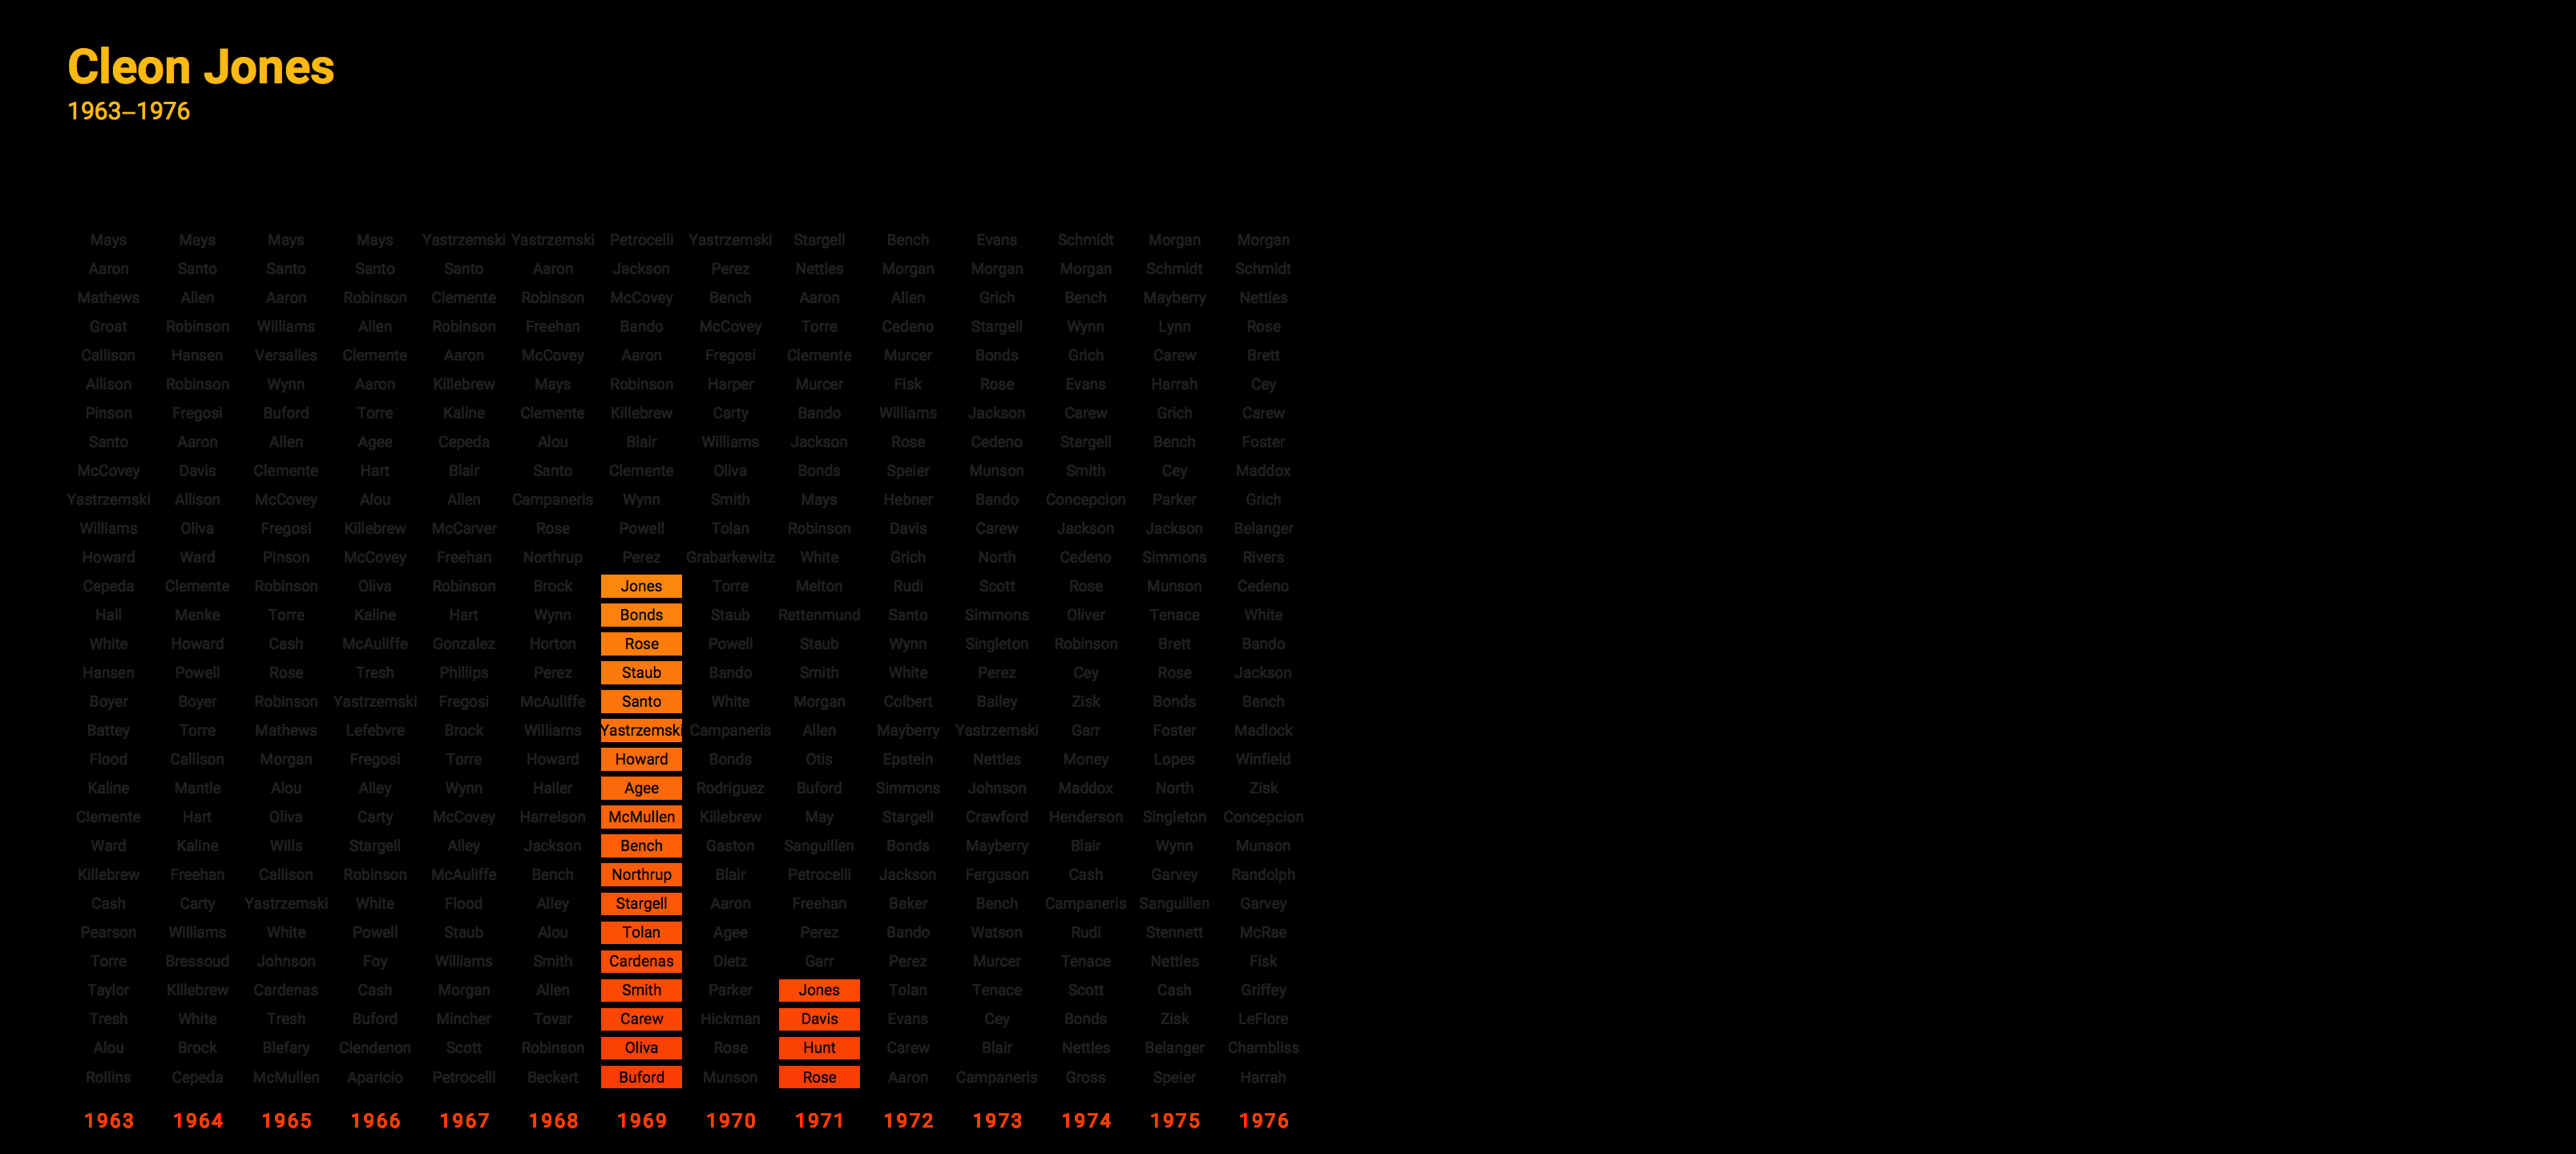 Cleon Jones
1963–1976
Mays Mays Mays Mays Yastrzemski Yastrzemski Petrocelli Yastrzemski Stargell Bench Evans Schmidt Morgan Morgan
Aaron Santo Santo Santo Santo Aaron Jackson Perez Nettles Morgan Morgan Morgan Schmidt Schmidt
Mathews Allen Aaron Robinson Clemente Robinson McCovey Bench Aaron Allen Grich Bench Mayberry Nettles
Groat Robinson Williams Allen Robinson Freehan Bando McCovey Torre Cedeno Stargell Wynn Lynn Rose
Callison Hansen Versalles Clemente Aaron McCovey Aaron Fregosi Clemente Murcer Bonds Grich Carew Brett
Allison Robinson Wynn Aaron Killebrew Mays Robinson Harper Murcer Fisk Rose Evans Harrah Cey
Pinson Fregosi Buford Torre Kaline Clemente Killebrew Carty Bando Williams Jackson Carew Grich Carew
Santo Aaron Allen Agee Cepeda Alou Blair Williams Jackson Rose Cedeno Stargell Bench Foster
McCovey Davis Clemente Hart Blair Santo Clemente Oliva Bonds Speier Munson Smith Cey Maddox
Yastrzemski Allison McCovey Alou Allen Campaneris Wynn Smith Mays Hebner Bando Concepcion Parker Grich
Williams Oliva Fregosi Killebrew McCarver Rose Powell Tolan Robinson Davis Carew Jackson Jackson Belanger
Howard Ward Pinson McCovey Freehan Northrup Perez Grabarkewitz White Grich North Cedeno Simmons Rivers
Cepeda Clemente Robinson Oliva Robinson Brock Jones Torre Melton Rudi Scott Rose Munson Cedeno
Hall Menke Torre Kaline Hart Wynn Bonds Staub Rettenmund Santo Simmons Oliver Tenace White
White Howard Cash McAuliffe Gonzalez Horton Rose Powell Staub Wynn Singleton Robinson Brett Bando
Hansen Powell Rose Tresh Phillips Perez Staub Bando Smith White Perez Cey Rose Jackson
Boyer Boyer Robinson Yastrzemski Fregosi McAuliffe Santo White Morgan Colbert Bailey Zisk Bonds Bench
Battey Torre Mathews Lefebvre Brock Williams Yastrzemski Campaneris Allen Mayberry Yastrzemski Garr Foster Madlock
Flood Callison Morgan Fregosi Torre Howard Howard Bonds Otis Epstein Nettles Money Lopes Winfield
Kaline Mantle Alou Alley Wynn Haller Agee Rodriguez Buford Simmons Johnson Maddox North Zisk
Clemente Hart Oliva Carty McCovey Harrelson McMullen Killebrew May Stargell Crawford Henderson Singleton Concepcion
Ward Kaline Wills Stargell Alley Jackson Bench Gaston Sanguillen Bonds Mayberry Blair Wynn Munson
Killebrew Freehan Callison Robinson McAuliffe Bench Northrup Blair Petrocelli Jackson Ferguson Cash Garvey Randolph
Cash Carty Yastrzemski White Flood Alley Stargell Aaron Freehan Baker Bench Campaneris Sanguillen Garvey
Pearson Williams White Powell Staub Alou Tolan Agee Perez Bando Watson Rudi Stennett McRae
Torre Bressoud Johnson Foy Williams Smith Cardenas Dietz Garr Perez Murcer Tenace Nettles Fisk
Taylor Killebrew Cardenas Cash Morgan Allen Smith Parker Jones Tolan Tenace Scott Cash Griffey
Tresh White Tresh Buford Mincher Tovar Carew Hickman Davis Evans Cey Bonds Zisk LeFlore
Alou Brock Blefary Clendenon Scott Robinson Oliva Rose Hunt Carew Blair Nettles Belanger Chambliss
Rollins Cepeda McMullen Aparicio Petrocelli Beckert Buford Munson Rose Aaron Campaneris Gross Speier Harrah
1963 1964 1965 1966 1967 1968 1969 1970 1971 1972 1973 1974 1975 1976